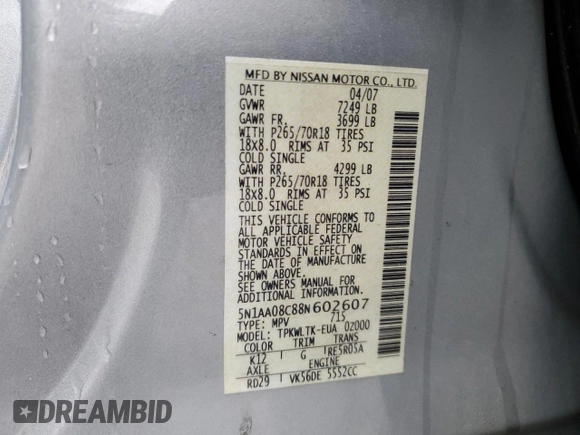 MFD BY NISSAN MOTOR CO., LTD.
DATE 04/07
GVWR 7249 LB
GAWR FR. 3699 LB
WITH P265/70R18 TIRES
18X8.0 RIMS AT 35 PSI
COLD SINGLE
GAWR RR. 4299 LB
WITH P265/70R18 TIRES
18X8.0 RIMS AT 35 PSI
COLD SINGLE
THIS VEHICLE CONFORMS TO
ALL APPLICABLE FEDERAL
MOTOR VEHICLE SAFETY
STANDARDS IN EFFECT ON
THE DATE OF MANUFACTURE
SHOWN ABOVE.
SEE OWNERS MANUAL FOR
ADDITIONAL INFORMATION.
5N1AA08C88N602607
TYPE: MPV /715
MODEL: TPKWLTK-EUA 02000
COLOR TRIM TRANS
K12 G RE5R05A
AXLE ENGINE
RD29 VK56DE 5552CC
DREAMBID